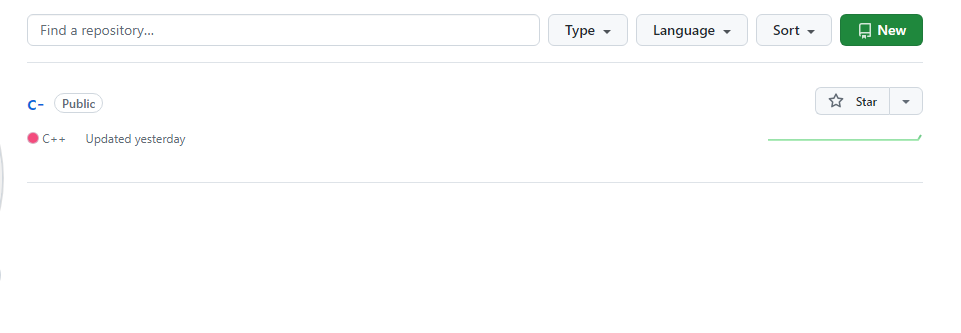 Find a repository... Type Language Sort New
C- Public Star
C++ Updated yesterday